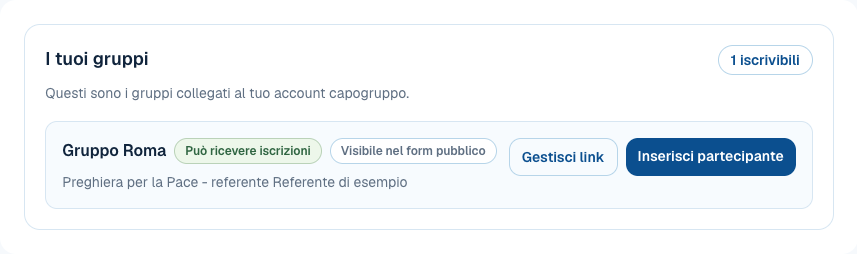 I tuoi gruppi
1 iscrivibili
Questi sono i gruppi collegati al tuo account capogruppo.
Gruppo Roma
Può ricevere iscrizioni
Visibile nel form pubblico
Gestisci link
Inserisci partecipante
Preghiera per la Pace - referente Referente di esempio